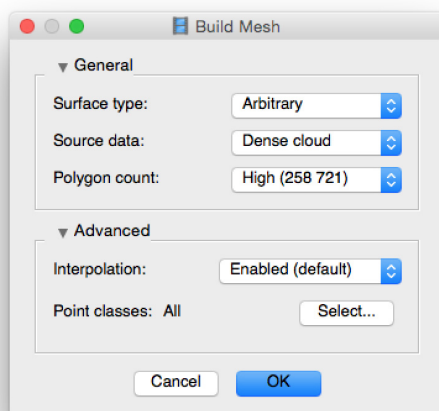 Build Mesh
General
Surface type: Arbitrary
Source data: Dense cloud
Polygon count: High (258 721)
Advanced
Interpolation: Enabled (default)
Point classes: All Select...
Cancel OK